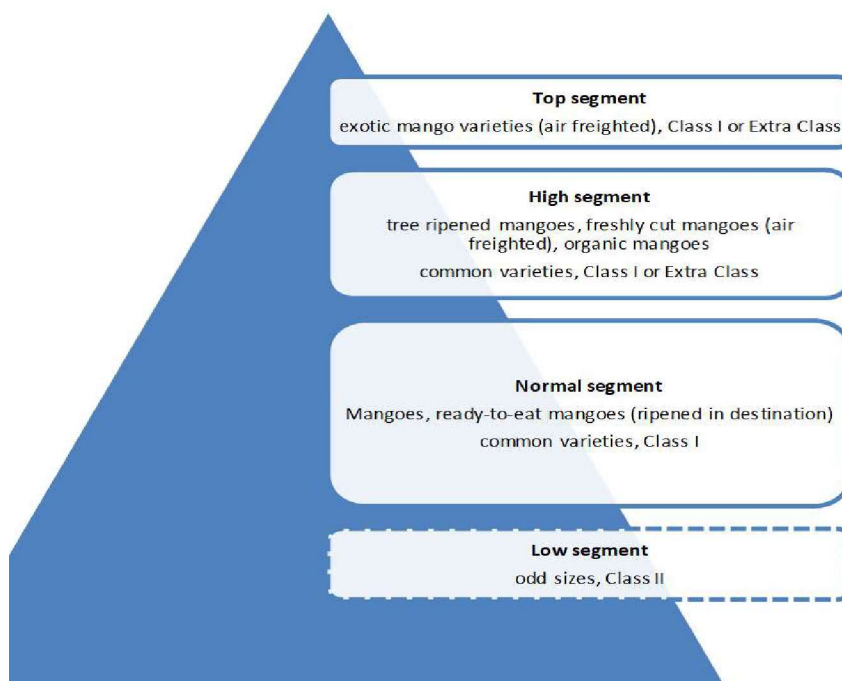 Top segment
exotic mango varieties (air freighted), Class I or Extra Class
High segment
tree ripened mangoes, freshly cut mangoes (air
freighted), organic mangoes
common varieties, Class I or Extra Class
Normal segment
Mangoes, ready-to-eat mangoes (ripened in destination)
common varieties, Class I
Low segment
odd sizes, Class II